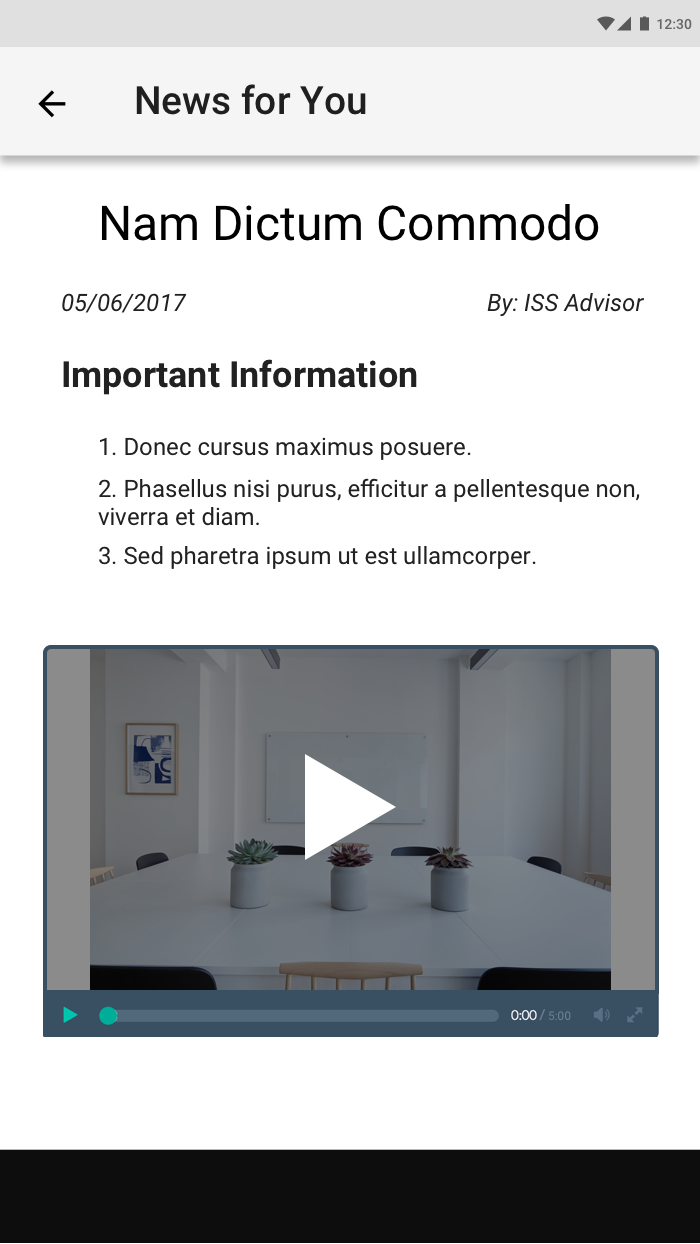 12:30
News for You
Nam Dictum Commodo
05/06/2017 By: ISS Advisor
Important Information
1. Donec cursus maximus posuere.
2. Phasellus nisi purus, efficitur a pellentesque non,
viverra et diam.
3. Sed pharetra ipsum ut est ullamcorper.
0:00 / 5:00